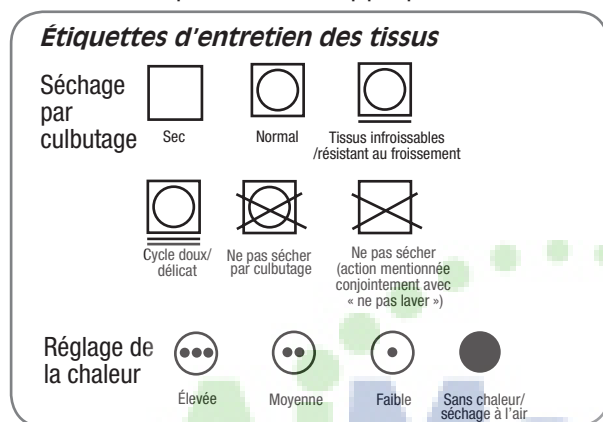 Étiquettes d'entretien des tissus
Séchage
par
culbutage
Sec
Normal
Tissus infroissables
/résistant au froissement
Cycle doux/
délicat
Ne pas sécher
par culbutage
Ne pas sécher
(action mentionnée
conjointement avec
« ne pas laver »)
Réglage de
la chaleur
Élevée
Moyenne
Faible
Sans chaleur/
séchage à l'air